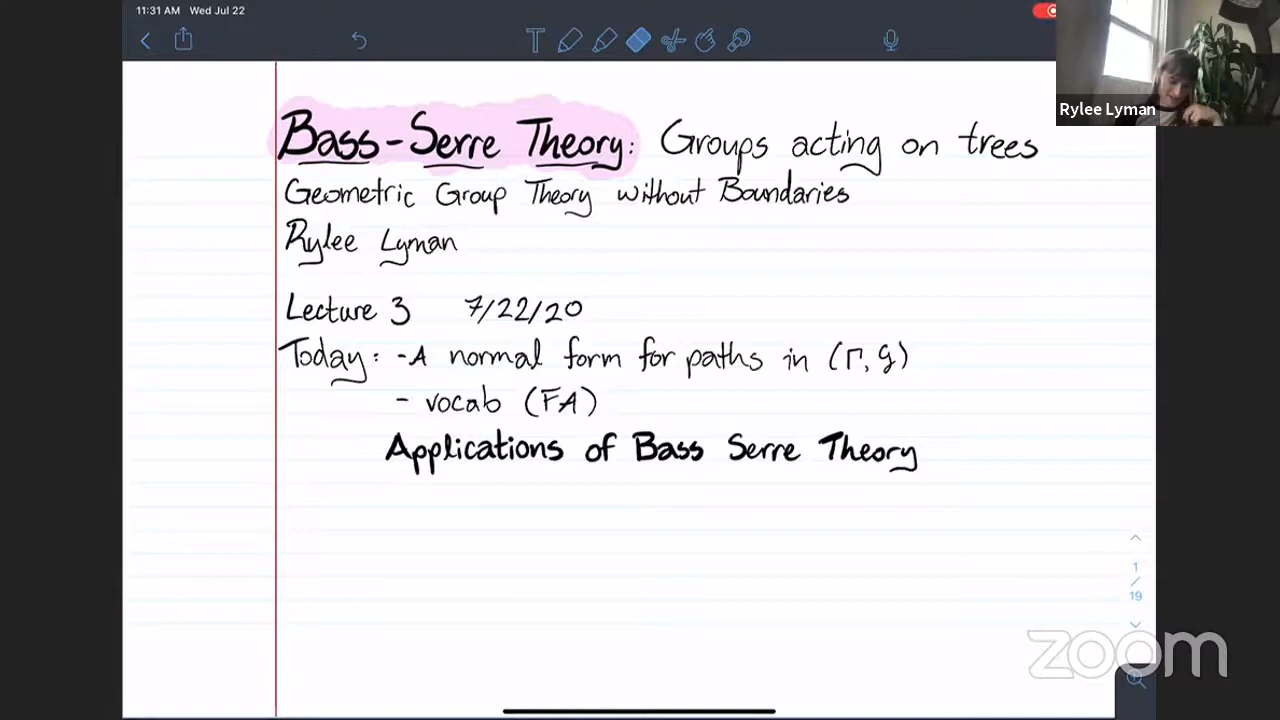 11:31 AM Wed Jul 22
Rylee Lyman
Bass-Serre Theory: Groups acting on trees
Geometric Group Theory without Boundaries
Rylee Lyman
Lecture 3 7/22/20
Today: -A normal form for paths in (Γ, 𝒢)
- vocab (FA)
Applications of Bass Serre Theory
1
/
19
zoom